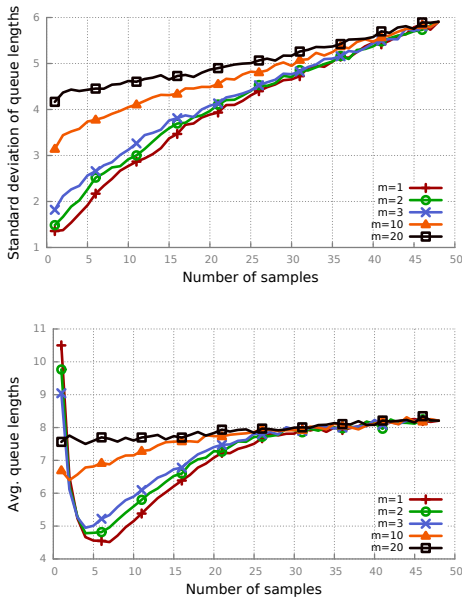 6
5
4
3
2
1
Standard deviation of queue lengths
m=1
m=2
m=3
m=10
m=20
0 5 10 15 20 25 30 35 40 45 50
Number of samples
11
10
9
8
7
6
5
4
Avg. queue lengths
m=1
m=2
m=3
m=10
m=20
0 5 10 15 20 25 30 35 40 45 50
Number of samples